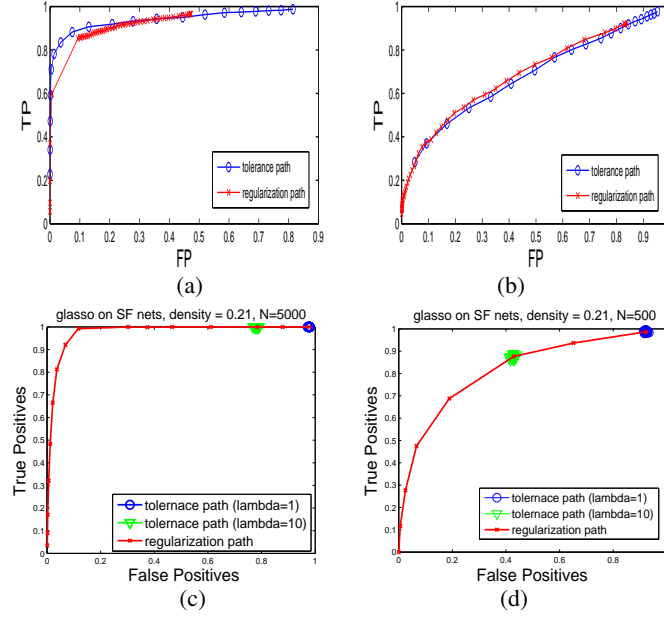 1
0.8
0.6
0.4
0.2
0
TP
0
0.1
0.2
0.3
0.4
0.5
0.6
0.7
0.8
0.9
FP
tolerance path
regularization path
(a)
1
0.8
0.6
0.4
0.2
0
TP
0
0.1
0.2
0.3
0.4
0.5
0.6
0.7
0.8
0.9
FP
tolerance path
regularization path
(b)
glasso on SF nets, density = 0.21, N=5000
1
0.9
0.8
0.7
0.6
0.5
0.4
0.3
0.2
0.1
0
True Positives
0
0.2
0.4
0.6
0.8
1
False Positives
tolernace path (lambda=1)
tolernace path (lambda=10)
regularization path
(c)
glasso on SF nets, density = 0.21, N=500
1
0.9
0.8
0.7
0.6
0.5
0.4
0.3
0.2
0.1
0
True Positives
0
0.2
0.4
0.6
0.8
False Positives
tolernace path (lambda=1)
tolernace path (lambda=10)
regularization path
(d)